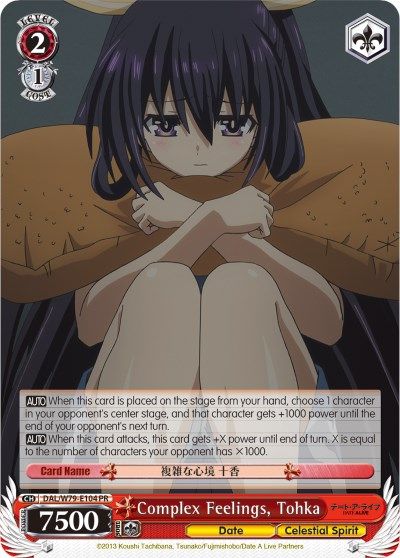 LEVEL
2
1
COST
AUTO When this card is placed on the stage from your hand, choose 1 character
in your opponent's center stage, and that character gets +1000 power until the
end of your opponent's next turn.
AUTO When this card attacks, this card gets +X power until end of turn. X is equal
to the number of characters your opponent has ×1000.
Card Name 複雑な心境 十香
CH DAL/W79-E104 PR
Complex Feelings, Tohka
デート・ア・ライブ
DATE A LIVE
POWER 7500
Date Celestial Spirit
©2013 Koushi Tachibana, Tsunako/Fujimishobo/Date A Live Partners